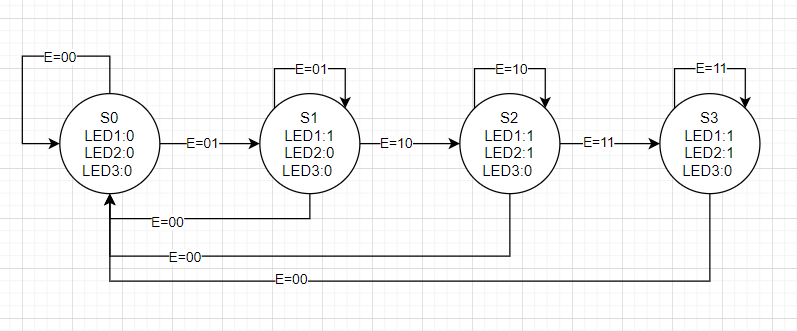 E=00
E=01
E=10
E=11
S0
LED1:0
LED2:0
LED3:0
E=01
S1
LED1:1
LED2:0
LED3:0
E=10
S2
LED1:1
LED2:1
LED3:0
E=11
S3
LED1:1
LED2:1
LED3:0
E=00
E=00
E=00